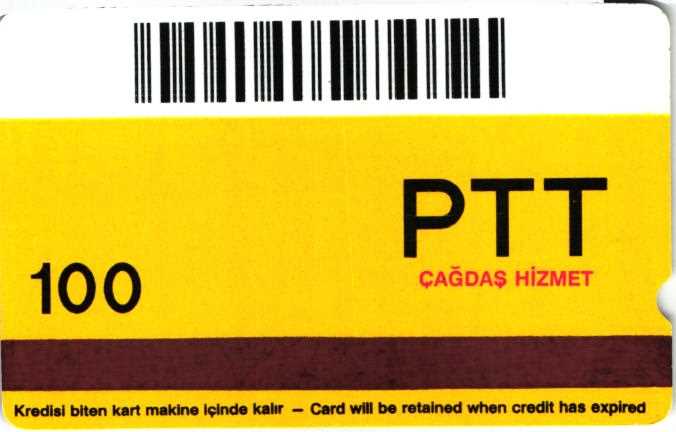 PTT
ÇAĞDAŞ HİZMET
100
Kredisi biten kart makine içinde kalır – Card will be retained when credit has expired